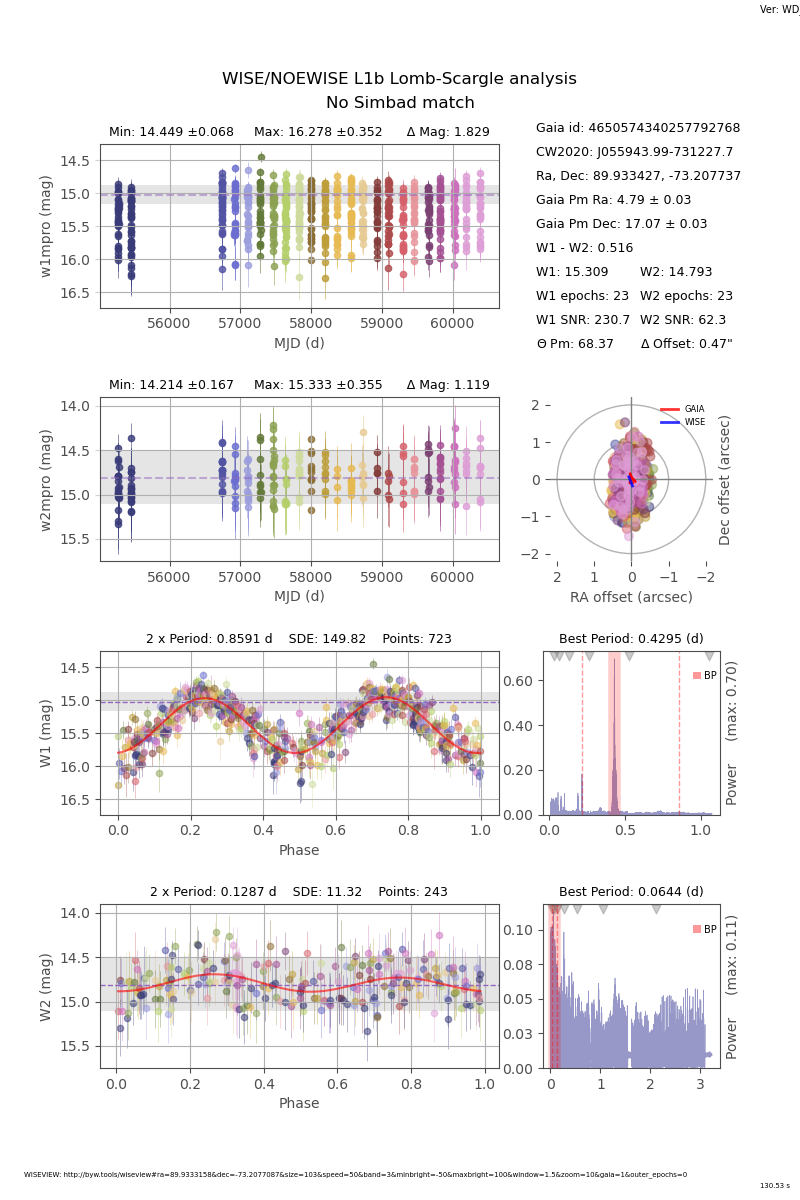 Ver: WD_
WISE/NOEWISE L1b Lomb-Scargle analysis
No Simbad match
Min: 14.449 ±0.068 Max: 16.278 ±0.352 Δ Mag: 1.829
14.5
15.0
15.5
16.0
16.5
w1mpro (mag)
56000 57000 58000 59000 60000
MJD (d)
Gaia id: 4650574340257792768
CW2020: J055943.99-731227.7
Ra, Dec: 89.933427, -73.207737
Gaia Pm Ra: 4.79 ± 0.03
Gaia Pm Dec: 17.07 ± 0.03
W1 - W2: 0.516
W1: 15.309 W2: 14.793
W1 epochs: 23 W2 epochs: 23
W1 SNR: 230.7 W2 SNR: 62.3
Θ Pm: 68.37 Δ Offset: 0.47"
Min: 14.214 ±0.167 Max: 15.333 ±0.355 Δ Mag: 1.119
14.0
14.5
15.0
15.5
w2mpro (mag)
56000 57000 58000 59000 60000
MJD (d)
GAIA
WISE
2
1
0
−1
−2
Dec offset (arcsec)
2 1 0 −1 −2
RA offset (arcsec)
2 x Period: 0.8591 d SDE: 149.82 Points: 723
14.5
15.0
15.5
16.0
16.5
W1 (mag)
0.0 0.2 0.4 0.6 0.8 1.0
Phase
Best Period: 0.4295 (d)
BP
0.60
0.40
0.20
0.00
Power (max: 0.70)
0.0 0.5 1.0
2 x Period: 0.1287 d SDE: 11.32 Points: 243
14.0
14.5
15.0
15.5
W2 (mag)
0.0 0.2 0.4 0.6 0.8 1.0
Phase
Best Period: 0.0644 (d)
BP
0.10
0.08
0.05
0.03
0.00
Power (max: 0.11)
0 1 2 3
WISEVIEW: http://byw.tools/wiseview#ra=89.9333158&dec=-73.2077087&size=103&speed=50&band=3&minbright=-50&maxbright=100&window=1.5&zoom=10&gaia=1&outer_epochs=0
130.53 s